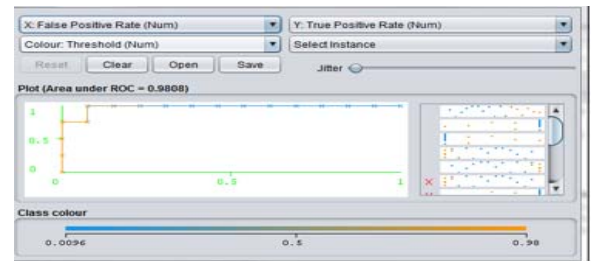 X: False Positive Rate (Num) Y: True Positive Rate (Num)
Colour: Threshold (Num) Select Instance
Reset Clear Open Save Jitter
Plot (Area under ROC = 0.9808)
1
0.5
0
0 0.5 1
X
Class colour
0.0096 0.5 0.98